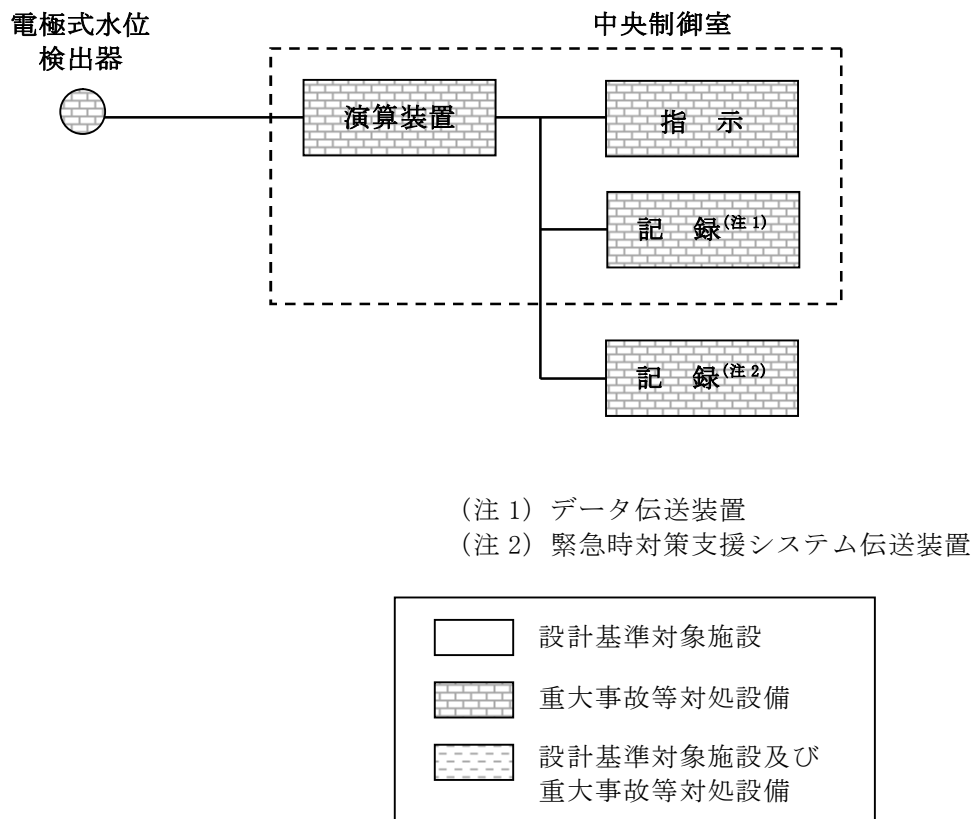 電極式水位
検出器
中央制御室
演算装置
指 示
記 録(注1)
記 録(注2)
(注1) データ伝送装置
(注2) 緊急時対策支援システム伝送装置
設計基準対象施設
重大事故等対処設備
設計基準対象施設及び
重大事故等対処設備